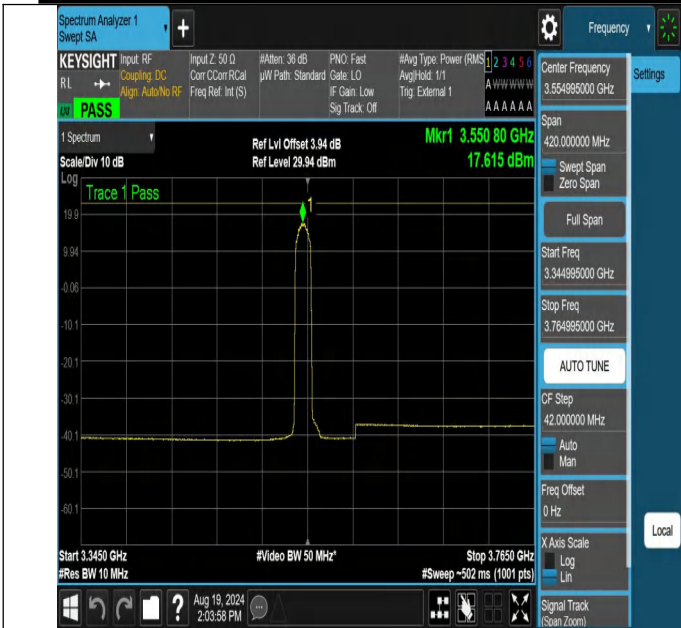 Spectrum Analyzer 1
Swept SA
Frequency
KEYSIGHT
RL
PASS
Input: RF
Coupling: DC
Align: Auto/No RF
Input Z: 50 Ω
Corr CCorr RCal
Freq Ref: Int (S)
#Atten: 36 dB
µW Path: Standard
PNO: Fast
Gate: LO
IF Gain: Low
Sig Track: Off
#Avg Type: Power (RMS
Avg|Hold: 1/1
Trig: External 1
1 2 3 4 5 6
A W W W W W
A A A A A A
1 Spectrum
Scale/Div 10 dB
Ref Lvl Offset 3.94 dB
Ref Level 29.94 dBm
Mkr1 3.550 80 GHz
17.615 dBm
Log
Trace 1 Pass
1
19.9
9.94
-0.06
-10.1
-20.1
-30.1
-40.1
-50.1
-60.1
Start 3.3450 GHz
#Res BW 10 MHz
#Video BW 50 MHz*
Stop 3.7650 GHz
#Sweep ~502 ms (1001 pts)
Aug 19, 2024
2:03:58 PM
Center Frequency
3.554995000 GHz
Settings
Span
420.000000 MHz
Swept Span
Zero Span
Full Span
Start Freq
3.344995000 GHz
Stop Freq
3.764995000 GHz
AUTO TUNE
CF Step
42.000000 MHz
Auto
Man
Freq Offset
0 Hz
Local
X Axis Scale
Log
Lin
Signal Track
(Span Zoom)